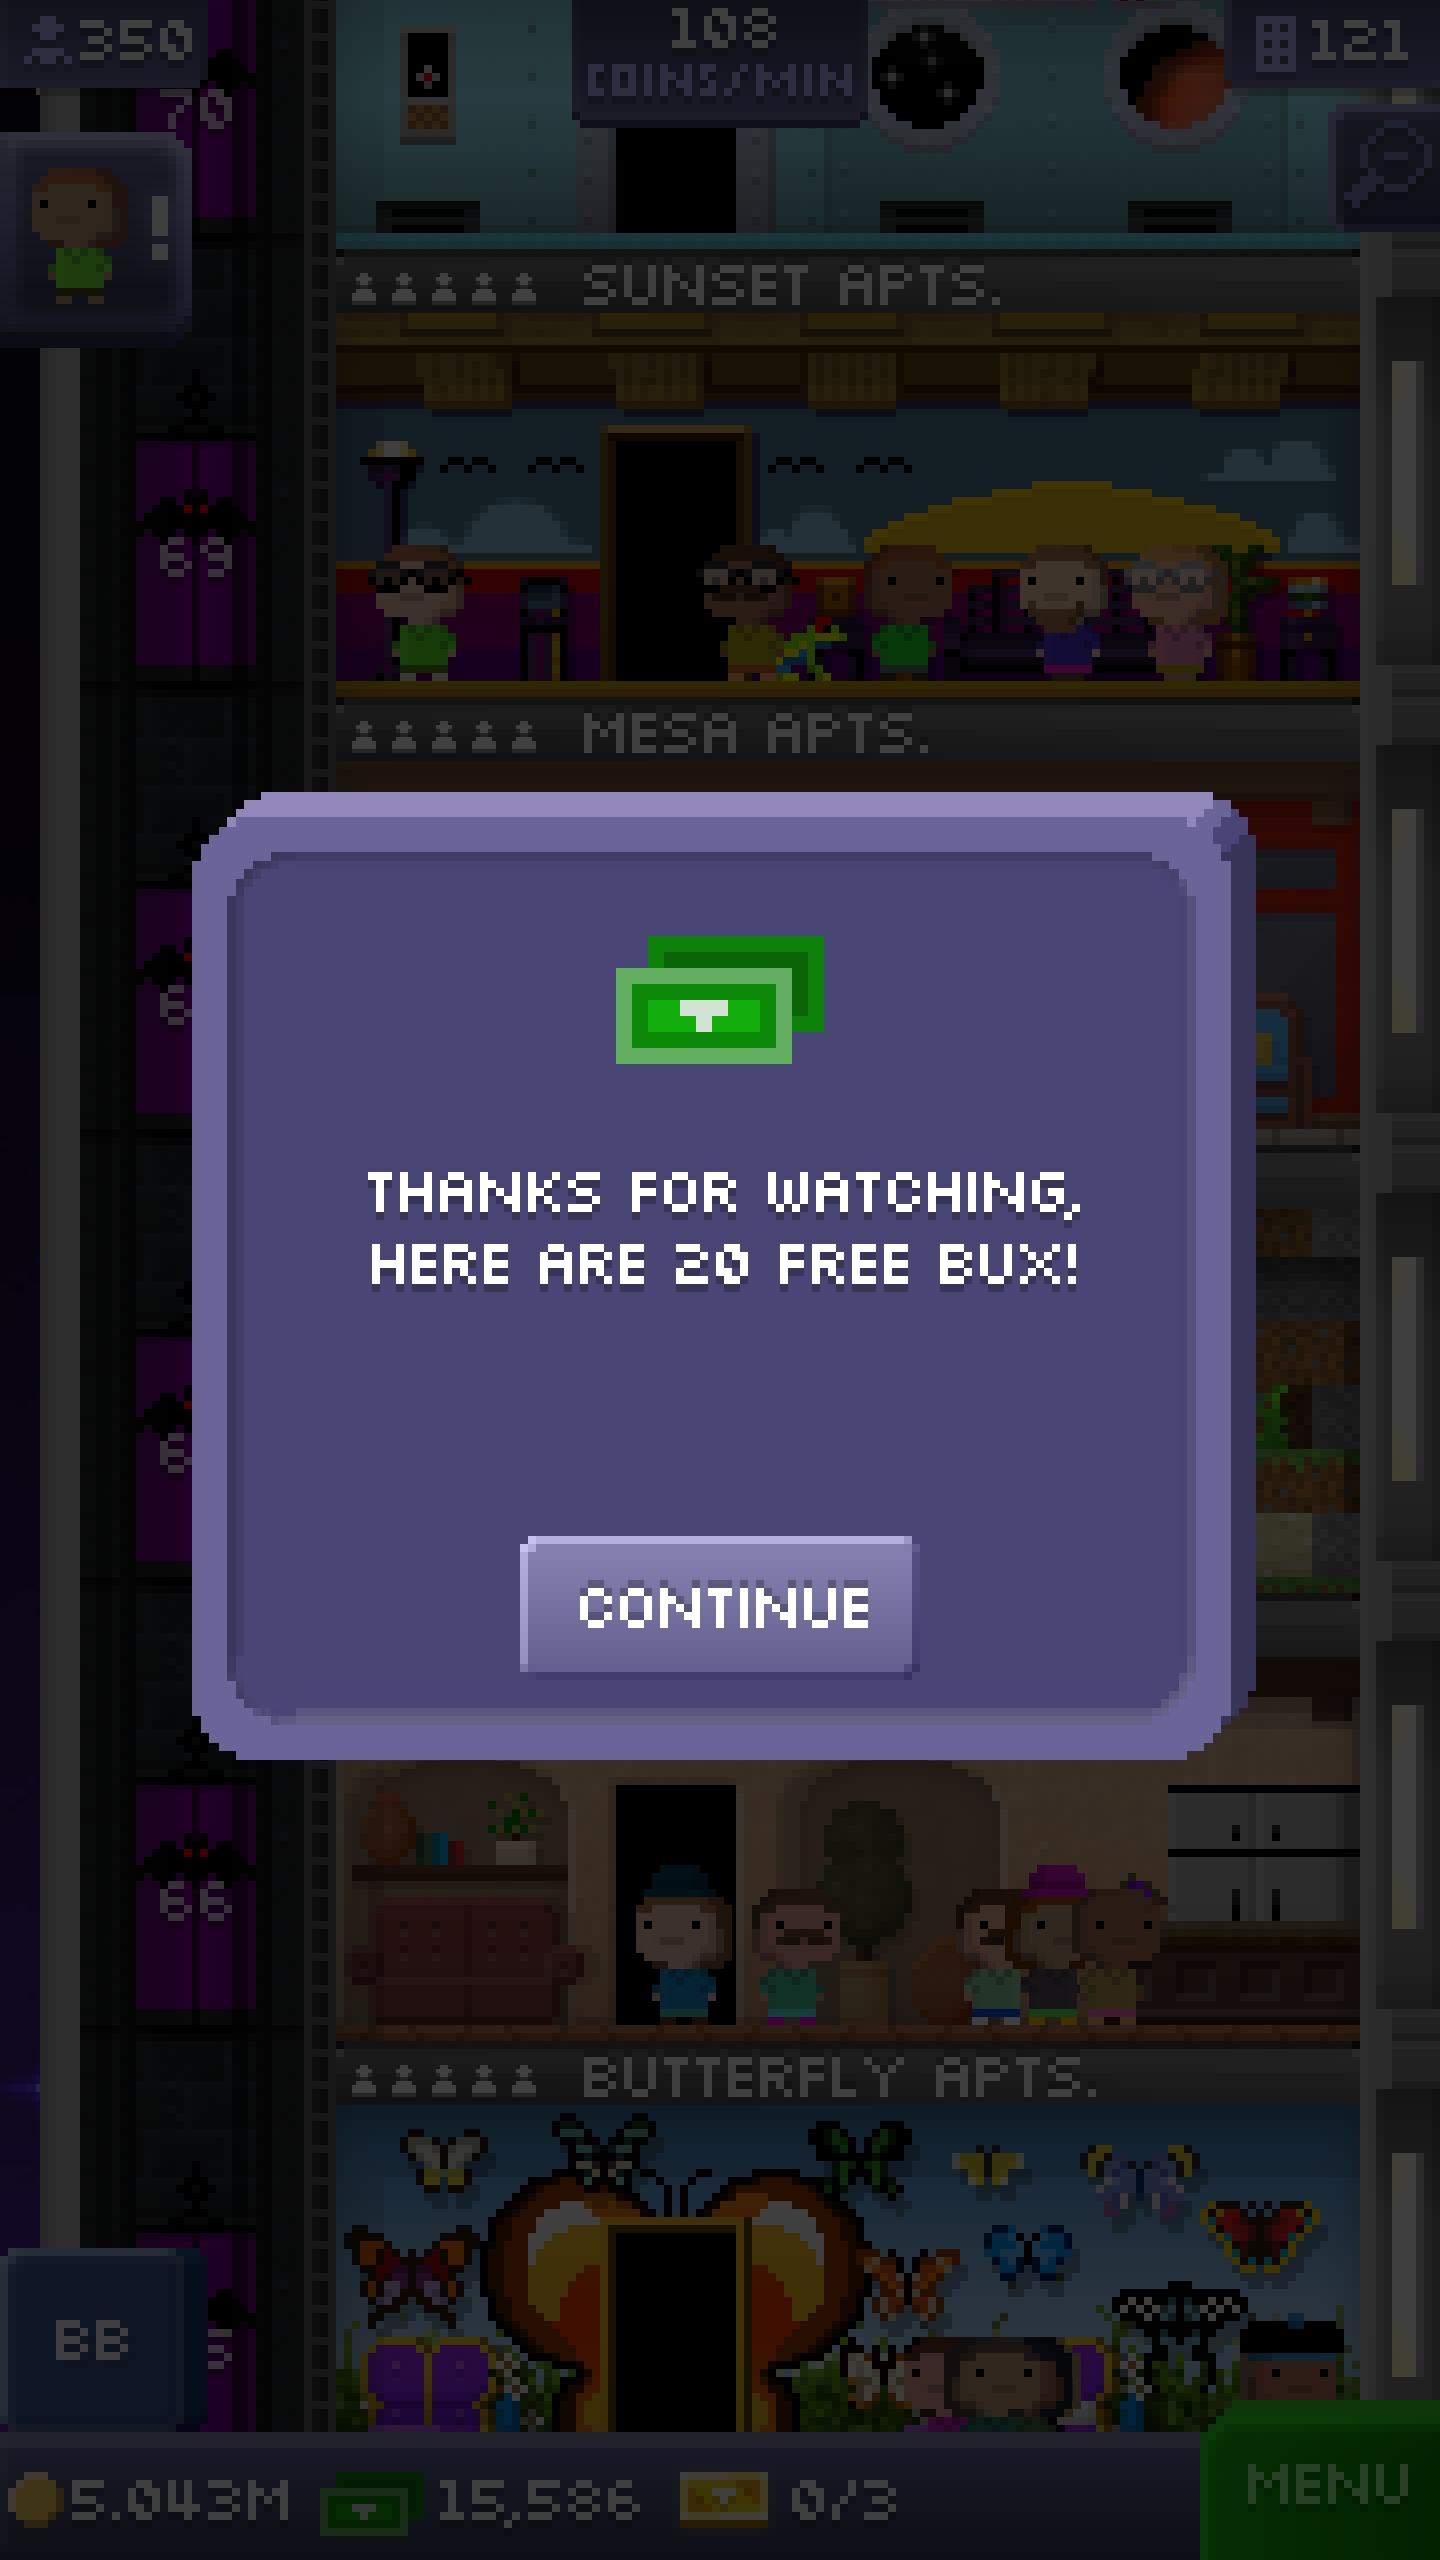 350
108
COINS/MIN
121
70
SUNSET APTS.
69
MESA APTS.
THANKS FOR WATCHING,
HERE ARE 20 FREE BUX!
CONTINUE
66
BUTTERFLY APTS.
BB
5.043M
15,586
0/3
MENU